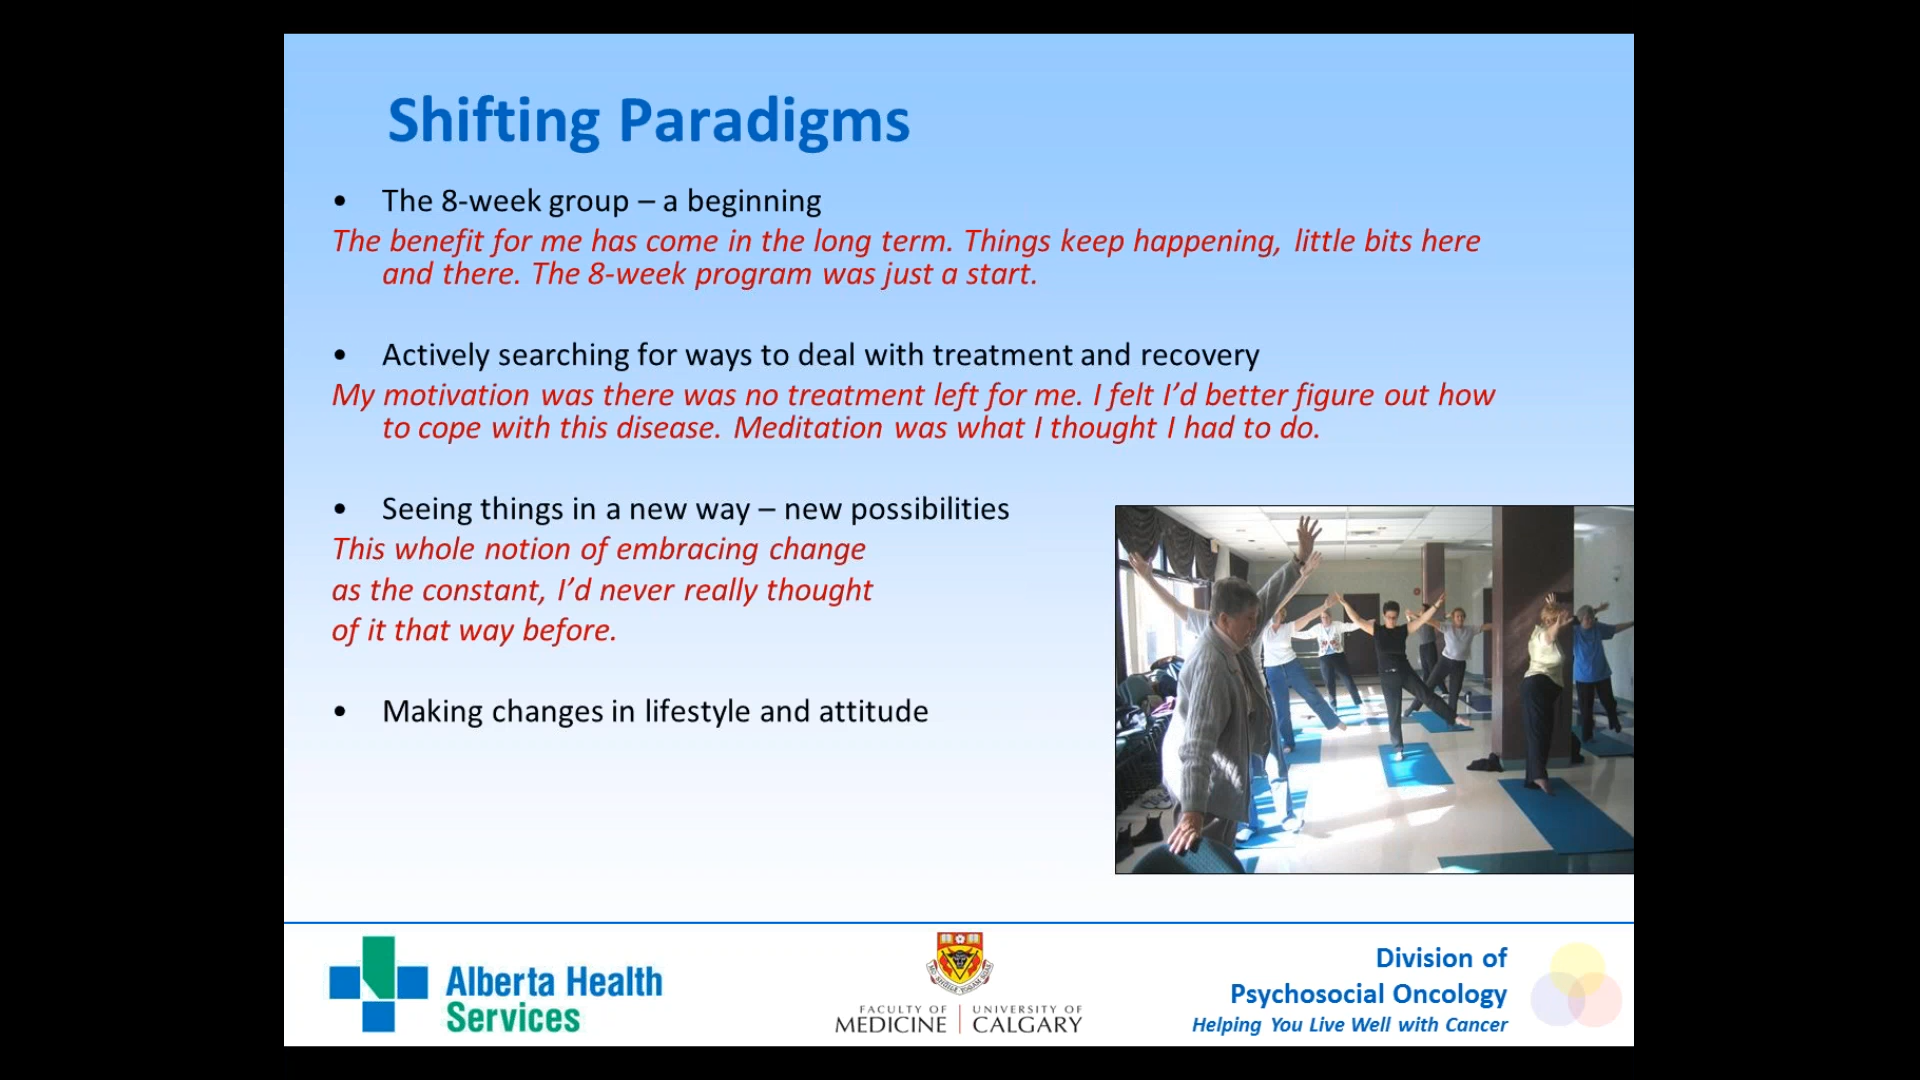 Shifting Paradigms
• The 8-week group – a beginning
The benefit for me has come in the long term. Things keep happening, little bits here
and there. The 8-week program was just a start.
• Actively searching for ways to deal with treatment and recovery
My motivation was there was no treatment left for me. I felt I’d better figure out how
to cope with this disease. Meditation was what I thought I had to do.
• Seeing things in a new way – new possibilities
This whole notion of embracing change
as the constant, I’d never really thought
of it that way before.
• Making changes in lifestyle and attitude
Alberta Health
Services
FACULTY OF
MEDICINE
UNIVERSITY OF
CALGARY
Division of
Psychosocial Oncology
Helping You Live Well with Cancer